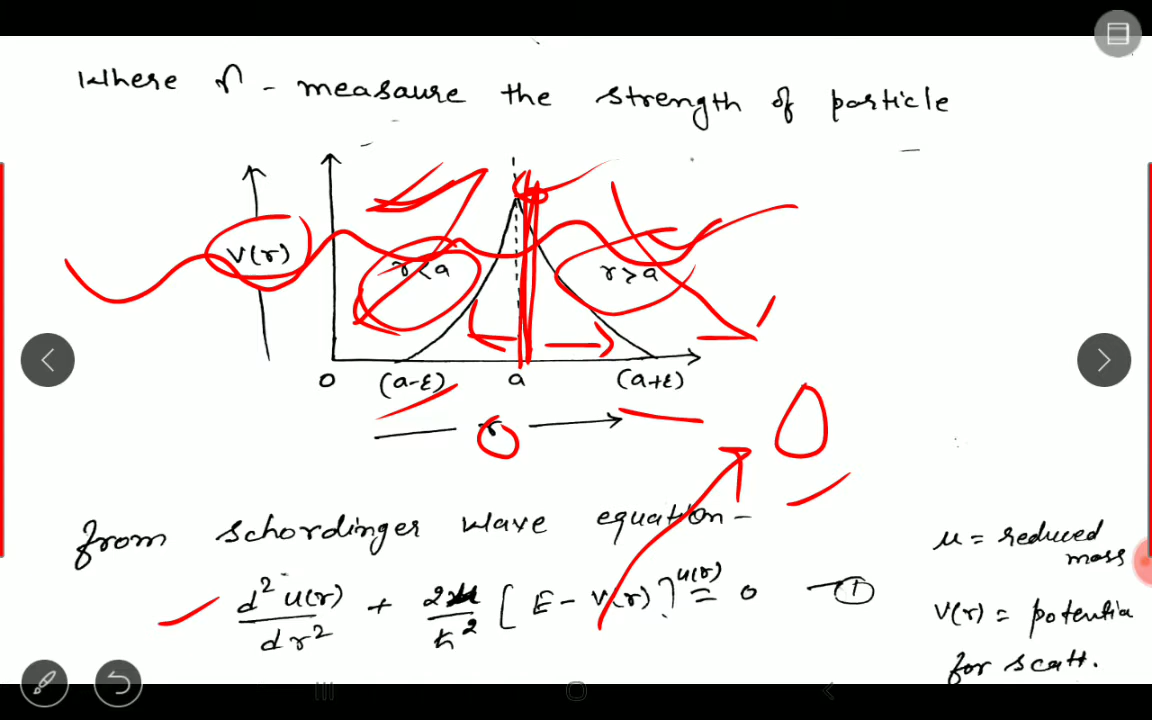 where r - measaure the strength of particle
V(r)
r < a
r > a
0 (a-ε) a (a+ε)
r
from schordinger wave equation-
d²u(r)/dr² + 2μ/ħ² [E - V(r)] u(r) = 0 —①
μ = reduced mass
V(r) = potentia
for scatt.